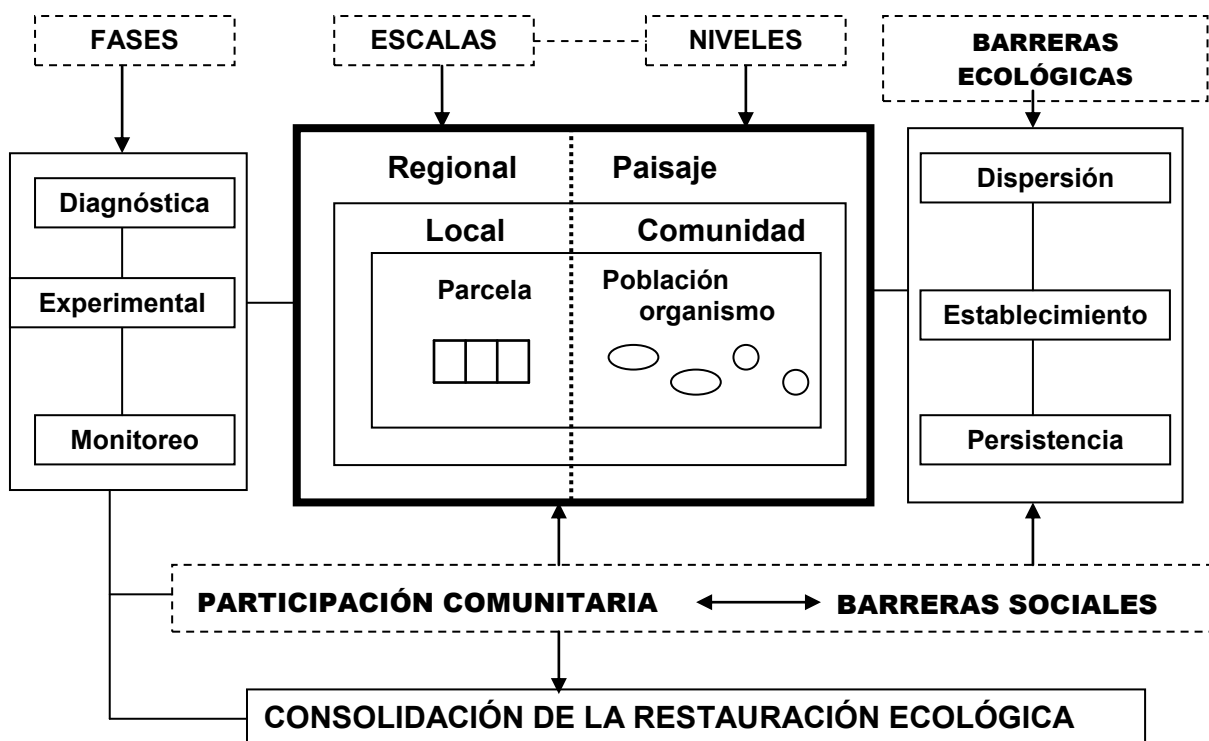 FASES
ESCALAS
NIVELES
BARRERAS
ECOLÓGICAS
Diagnóstica
Experimental
Monitoreo
Regional
Paisaje
Local
Comunidad
Parcela
Población
organismo
Dispersión
Establecimiento
Persistencia
PARTICIPACIÓN COMUNITARIA
BARRERAS SOCIALES
CONSOLIDACIÓN DE LA RESTAURACIÓN ECOLÓGICA